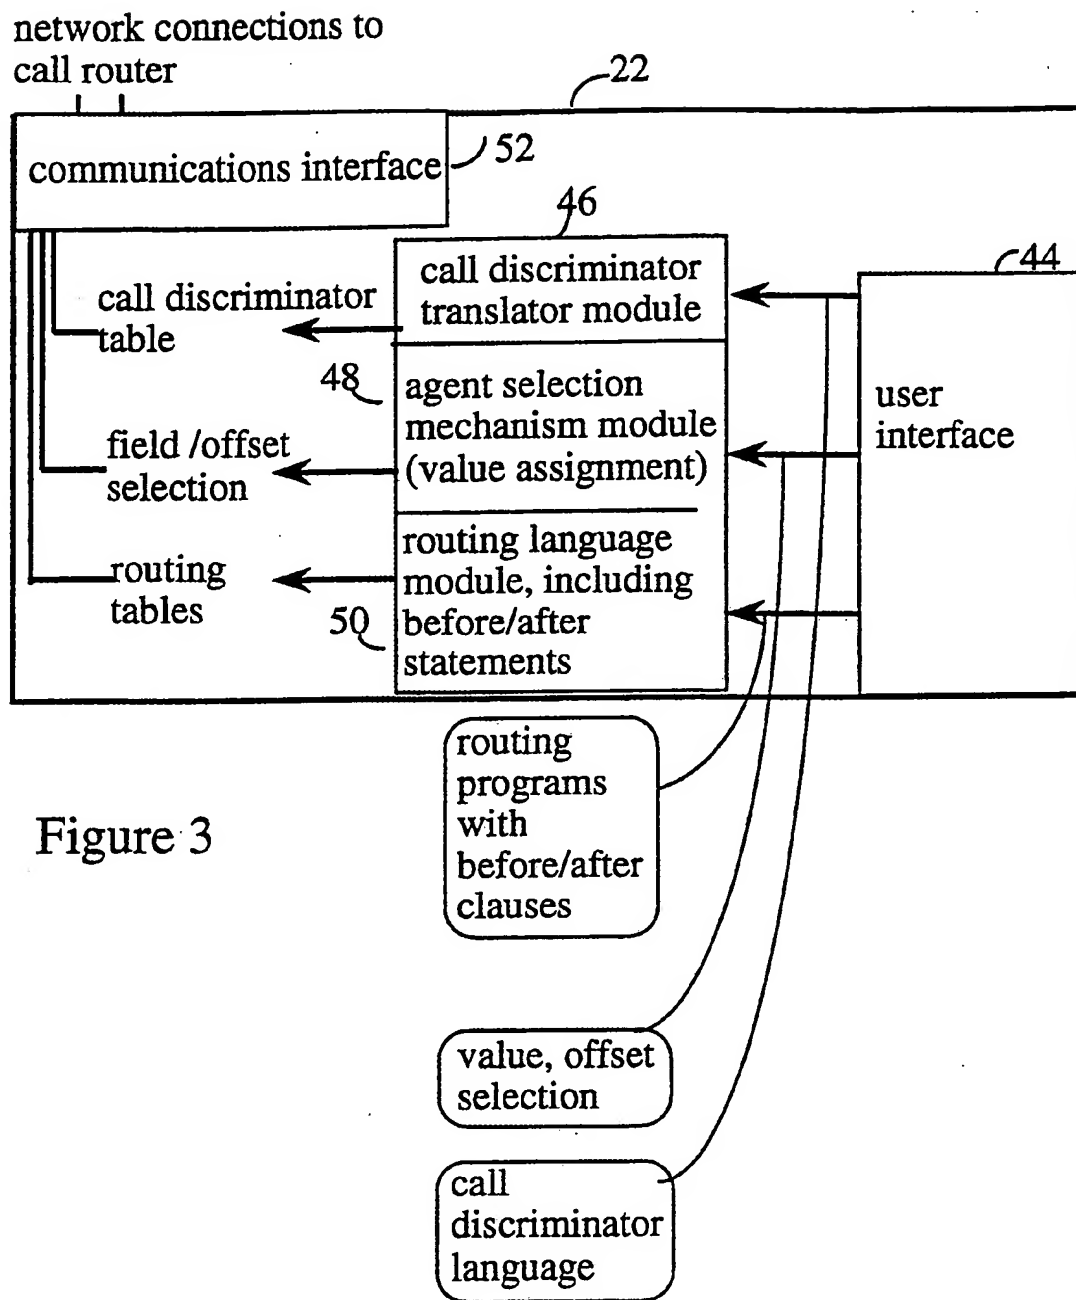 network connections to
call router
22
communications interface
52
46
44
call discriminator
translator module
call discriminator
table
48
agent selection
mechanism module
(value assignment)
user
interface
field /offset
selection
routing language
module, including
before/after
statements
routing
tables
50
routing
programs
with
before/after
clauses
Figure 3
value, offset
selection
call
discriminator
language